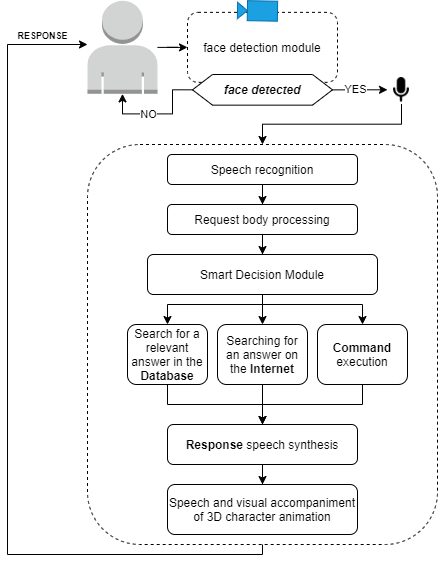 RESPONSE
face detection module
face detected
YES
NO
Speech recognition
Request body processing
Smart Decision Module
Search for a
relevant
answer in the
Database
Searching for
an answer on
the Internet
Command
execution
Response speech synthesis
Speech and visual accompaniment
of 3D character animation